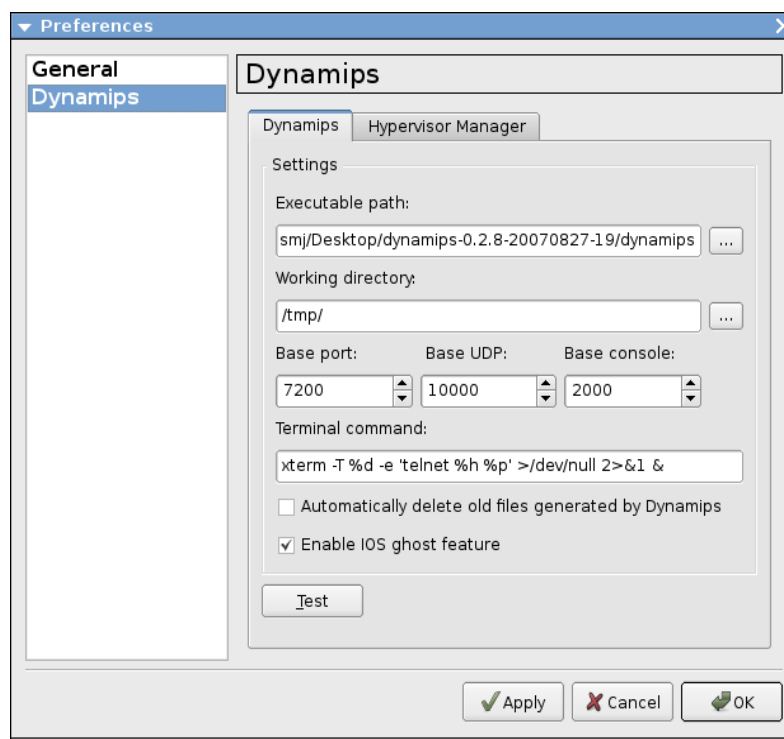 Preferences
General
Dynamips
Dynamips
Dynamips
Hypervisor Manager
Settings
Executable path:
smj/Desktop/dynamips-0.2.8-20070827-19/dynamips
...
Working directory:
/tmp/
...
Base port: Base UDP: Base console:
7200 10000 2000
Terminal command:
xterm -T %d -e 'telnet %h %p' >/dev/null 2>&1 &
Automatically delete old files generated by Dynamips
Enable IOS ghost feature
Test
Apply Cancel OK